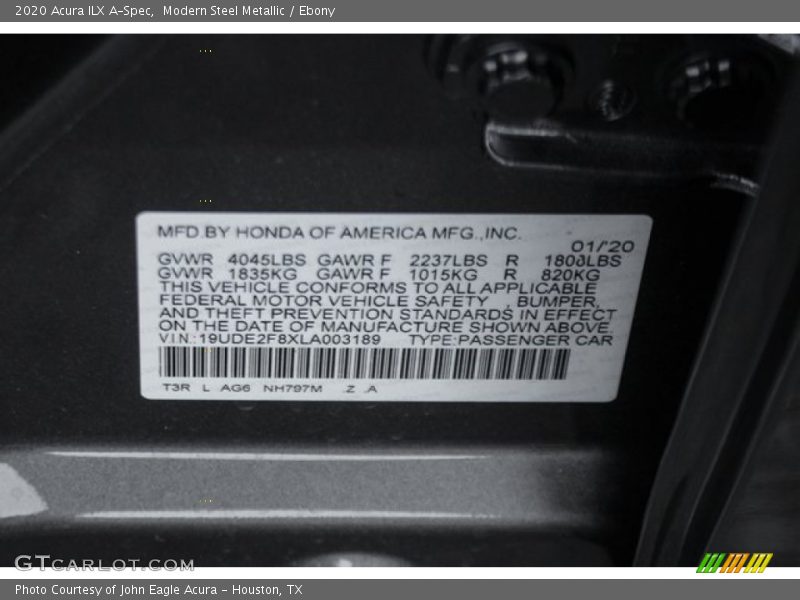 2020 Acura ILX A-Spec,  Modern Steel Metallic / Ebony
MFD.BY HONDA OF AMERICA MFG.,INC.
01/'20
GVWR 4045LBS GAWR F 2237LBS R 1808LBS
GVWR 1835KG GAWR F 1015KG R 820KG
THIS VEHICLE CONFORMS TO ALL APPLICABLE
FEDERAL MOTOR VEHICLE SAFETY , BUMPER,
AND THEFT PREVENTION STANDARDS IN EFFECT
ON THE DATE OF MANUFACTURE SHOWN ABOVE.
VIN:19UDE2F8XLA003189 TYPE:PASSENGER CAR
T3R L AG6 NH797M .Z .A
GTCARLOT.COM
Photo Courtesy of John Eagle Acura - Houston, TX